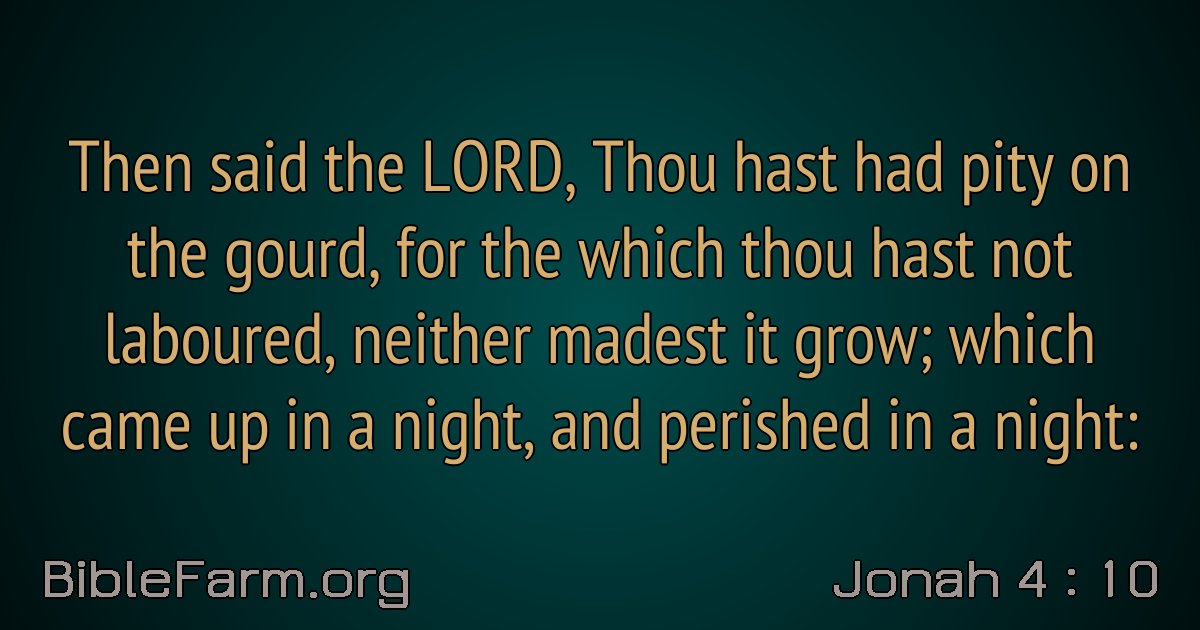 Then said the LORD, Thou hast had pity on
the gourd, for the which thou hast not
laboured, neither madest it grow; which
came up in a night, and perished in a night:
BibleFarm.org
Jonah 4 : 10